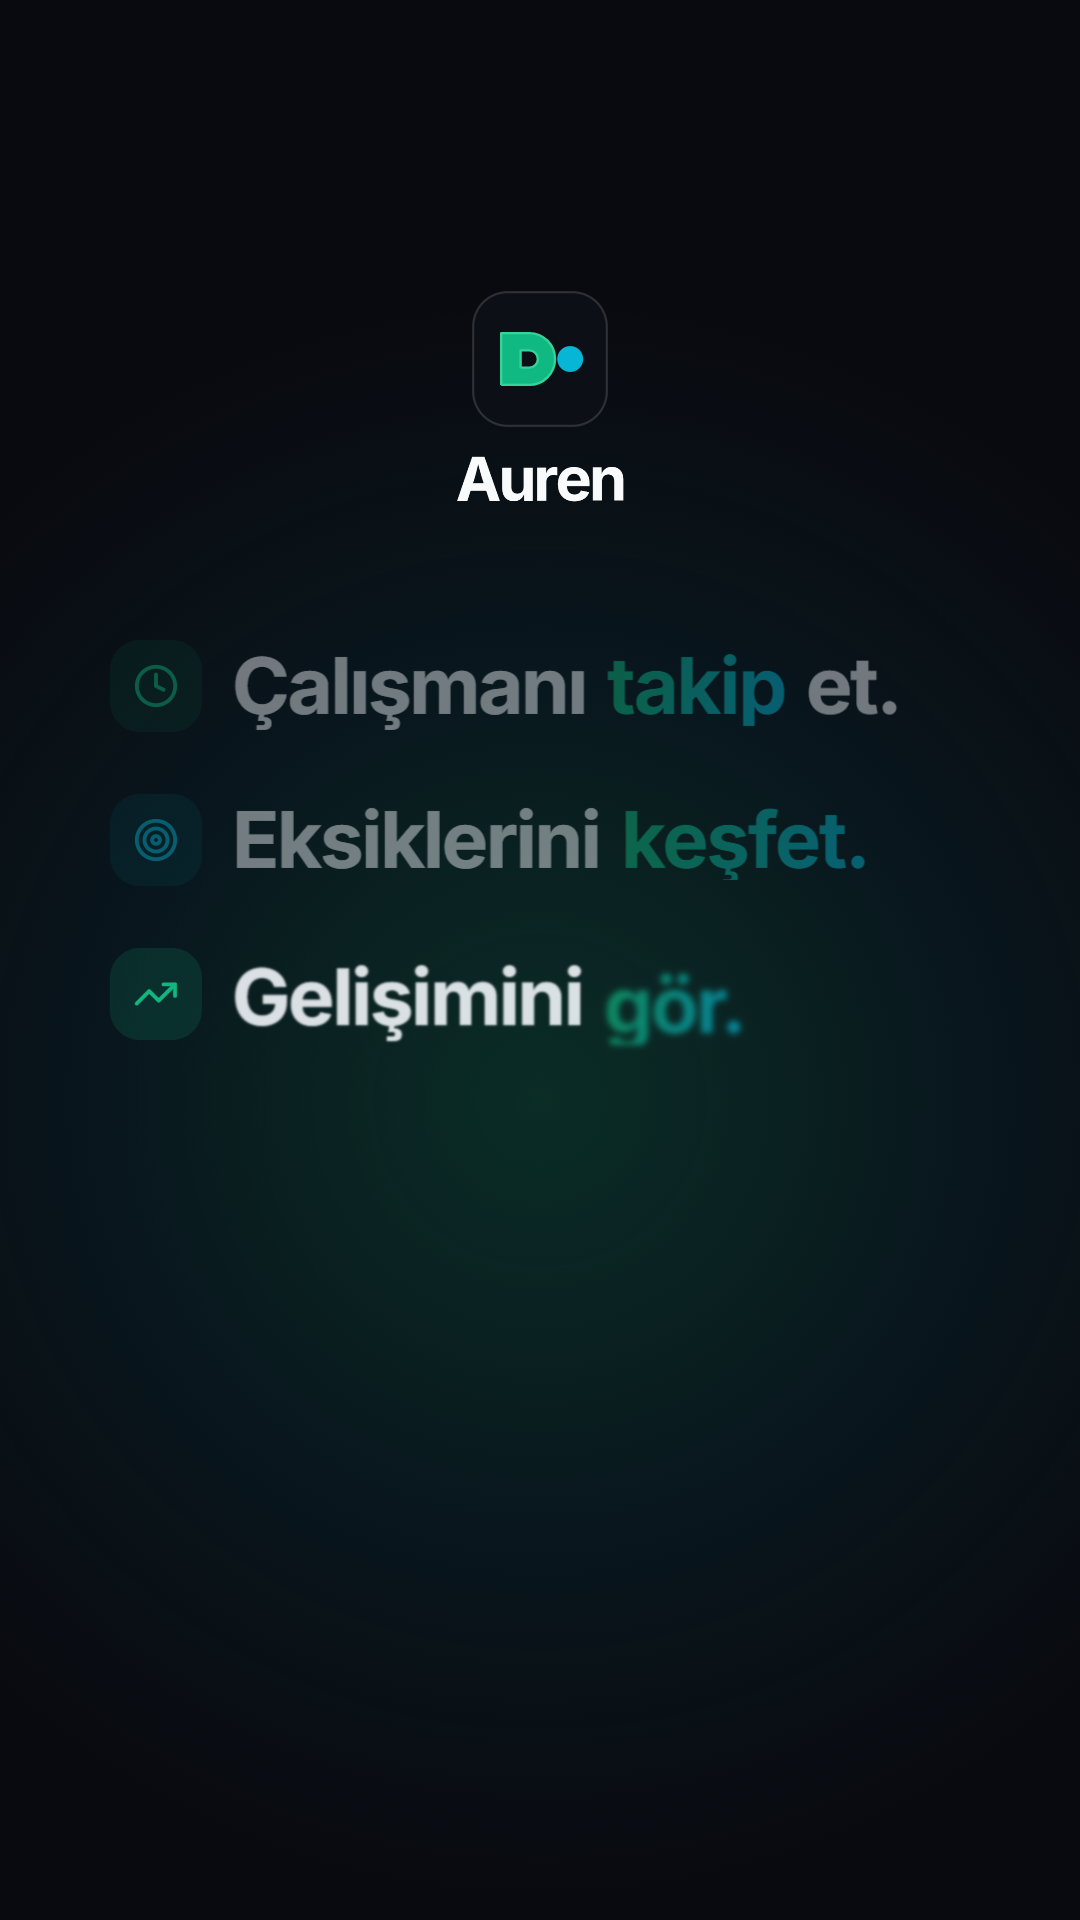 D
Auren
Çalışmanı takip et.
Eksiklerini keşfet.
Gelişimini gör.